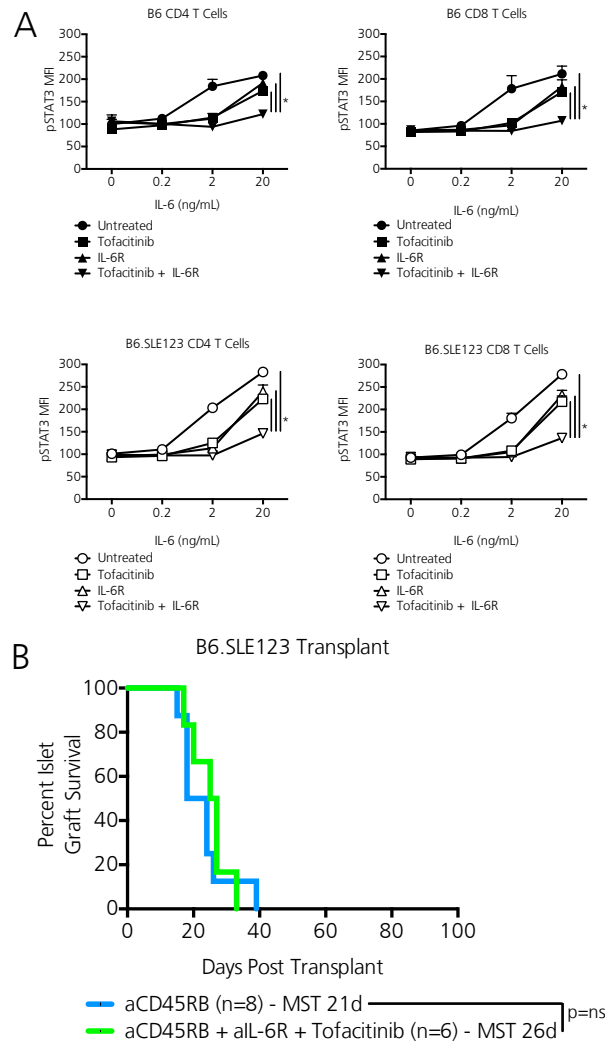 A
B6 CD4 T Cells
pSTAT3 MFI
300
250
200
150
100
50
0
0 0.2 2 20
IL-6 (ng/mL)
*
Untreated
Tofacitinib
IL-6R
Tofacitinib + IL-6R
B6 CD8 T Cells
pSTAT3 MFI
300
250
200
150
100
50
0
0 0.2 2 20
IL-6 (ng/mL)
*
Untreated
Tofacitinib
IL-6R
Tofacitinib + IL-6R
B6.SLE123 CD4 T Cells
pSTAT3 MFI
300
250
200
150
100
50
0
0 0.2 2 20
IL-6 (ng/mL)
*
Untreated
Tofacitinib
IL-6R
Tofacitinib + IL-6R
B6.SLE123 CD8 T Cells
pSTAT3 MFI
300
250
200
150
100
50
0
0 0.2 2 20
IL-6 (ng/mL)
*
Untreated
Tofacitinib
IL-6R
Tofacitinib + IL-6R
B
B6.SLE123 Transplant
Percent Islet
Graft Survival
100
80
60
40
20
0
0 20 40 60 80 100
Days Post Transplant
aCD45RB (n=8) - MST 21d
aCD45RB + aIL-6R + Tofacitinib (n=6) - MST 26d
p=ns